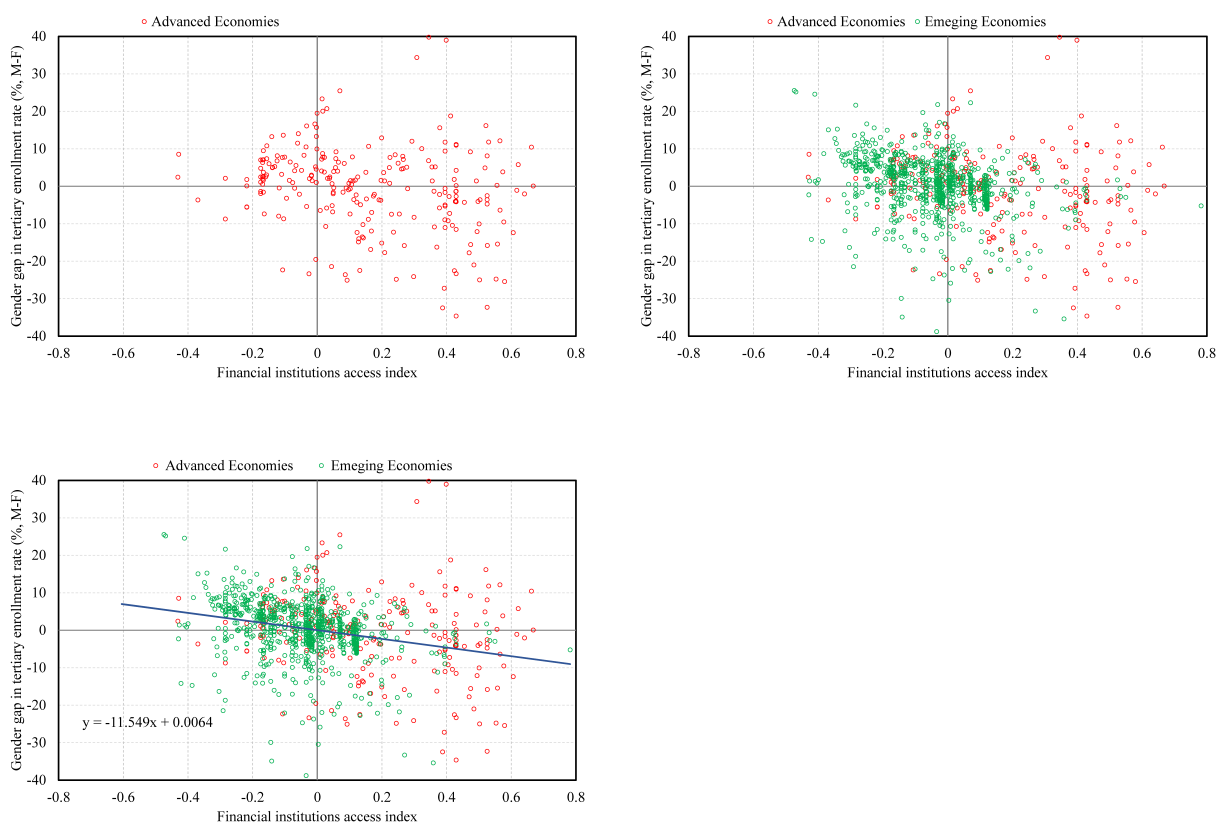 Advanced Economies
Gender gap in tertiary enrollment rate (%, M-F)
40
30
20
10
0
-10
-20
-30
-40
-0.8 -0.6 -0.4 -0.2 0 0.2 0.4 0.6 0.8
Financial institutions access index
Advanced Economies Emeging Economies
Gender gap in tertiary enrollment rate (%, M-F)
40
30
20
10
0
-10
-20
-30
-40
-0.8 -0.6 -0.4 -0.2 0 0.2 0.4 0.6 0.8
Financial institutions access index
Advanced Economies Emeging Economies
Gender gap in tertiary enrollment rate (%, M-F)
40
30
20
10
0
-10
-20
-30
-40
y = -11.549x + 0.0064
-0.8 -0.6 -0.4 -0.2 0 0.2 0.4 0.6 0.8
Financial institutions access index